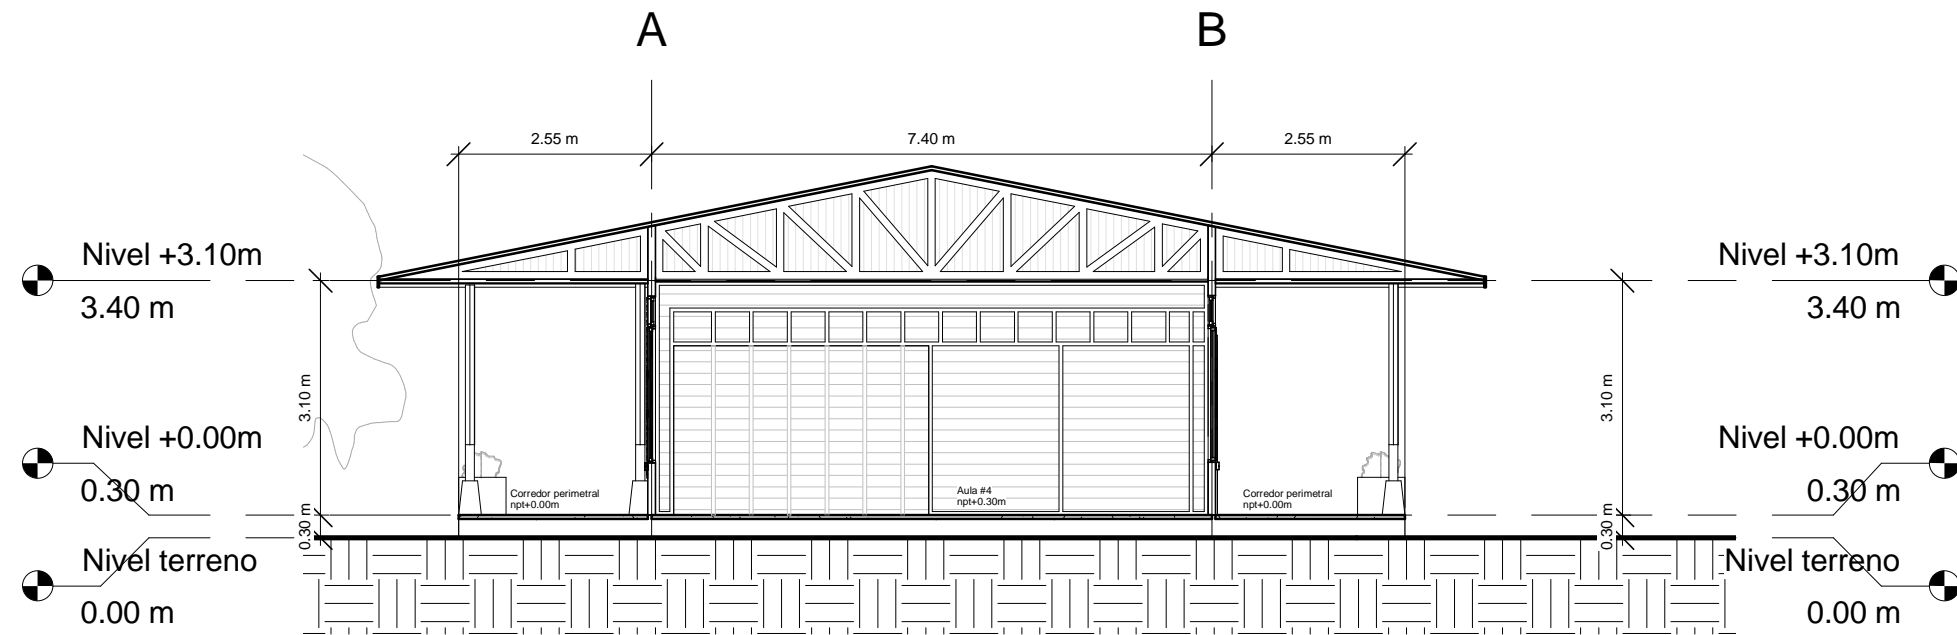 A
B
2.55 m
7.40 m
2.55 m
Nivel +3.10m
3.40 m
Nivel +3.10m
3.40 m
3.10 m
3.10 m
Nivel +0.00m
0.30 m
Nivel +0.00m
0.30 m
Corredor perimetral
npt+0.00m
Aula #4
npt+0.30m
Corredor perimetral
npt+0.00m
0.30 m
0.30 m
Nivel terreno
0.00 m
Nivel terreno
0.00 m